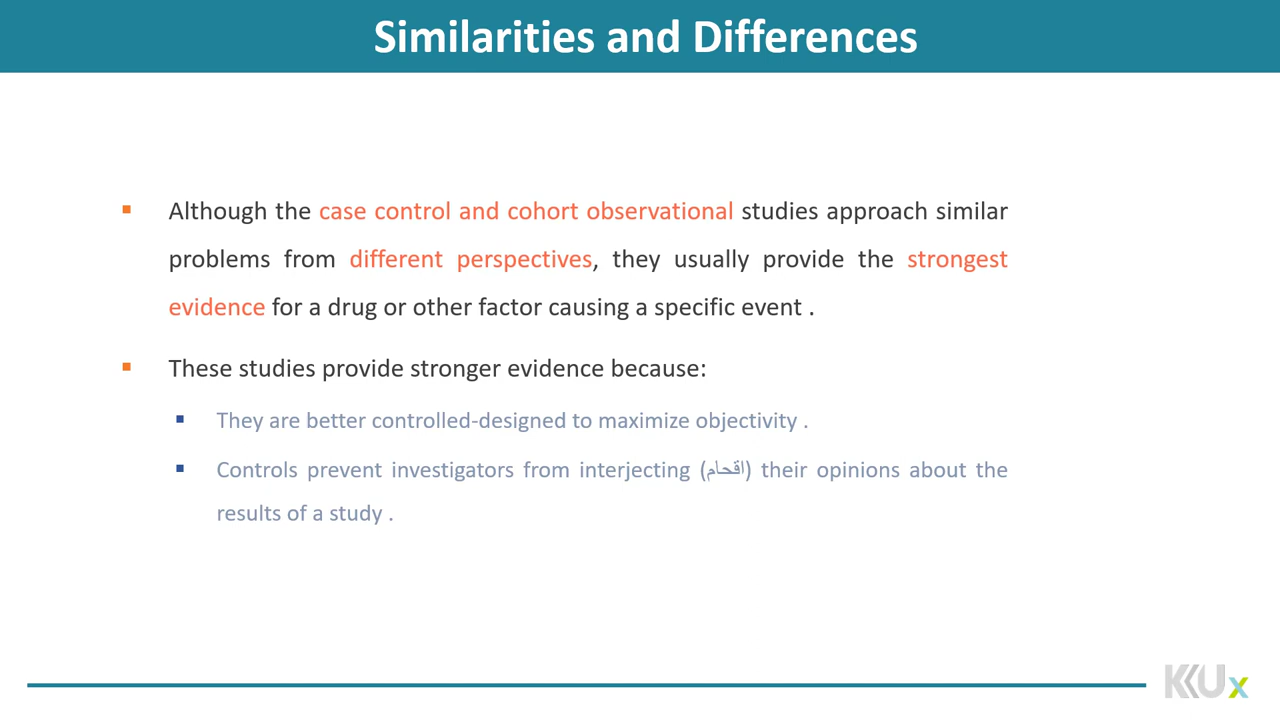 Similarities and Differences
Although the case control and cohort observational studies approach similar
problems from different perspectives, they usually provide the strongest
evidence for a drug or other factor causing a specific event .
These studies provide stronger evidence because:
They are better controlled-designed to maximize objectivity .
Controls prevent investigators from interjecting (اقحام) their opinions about the
results of a study .
KKUx